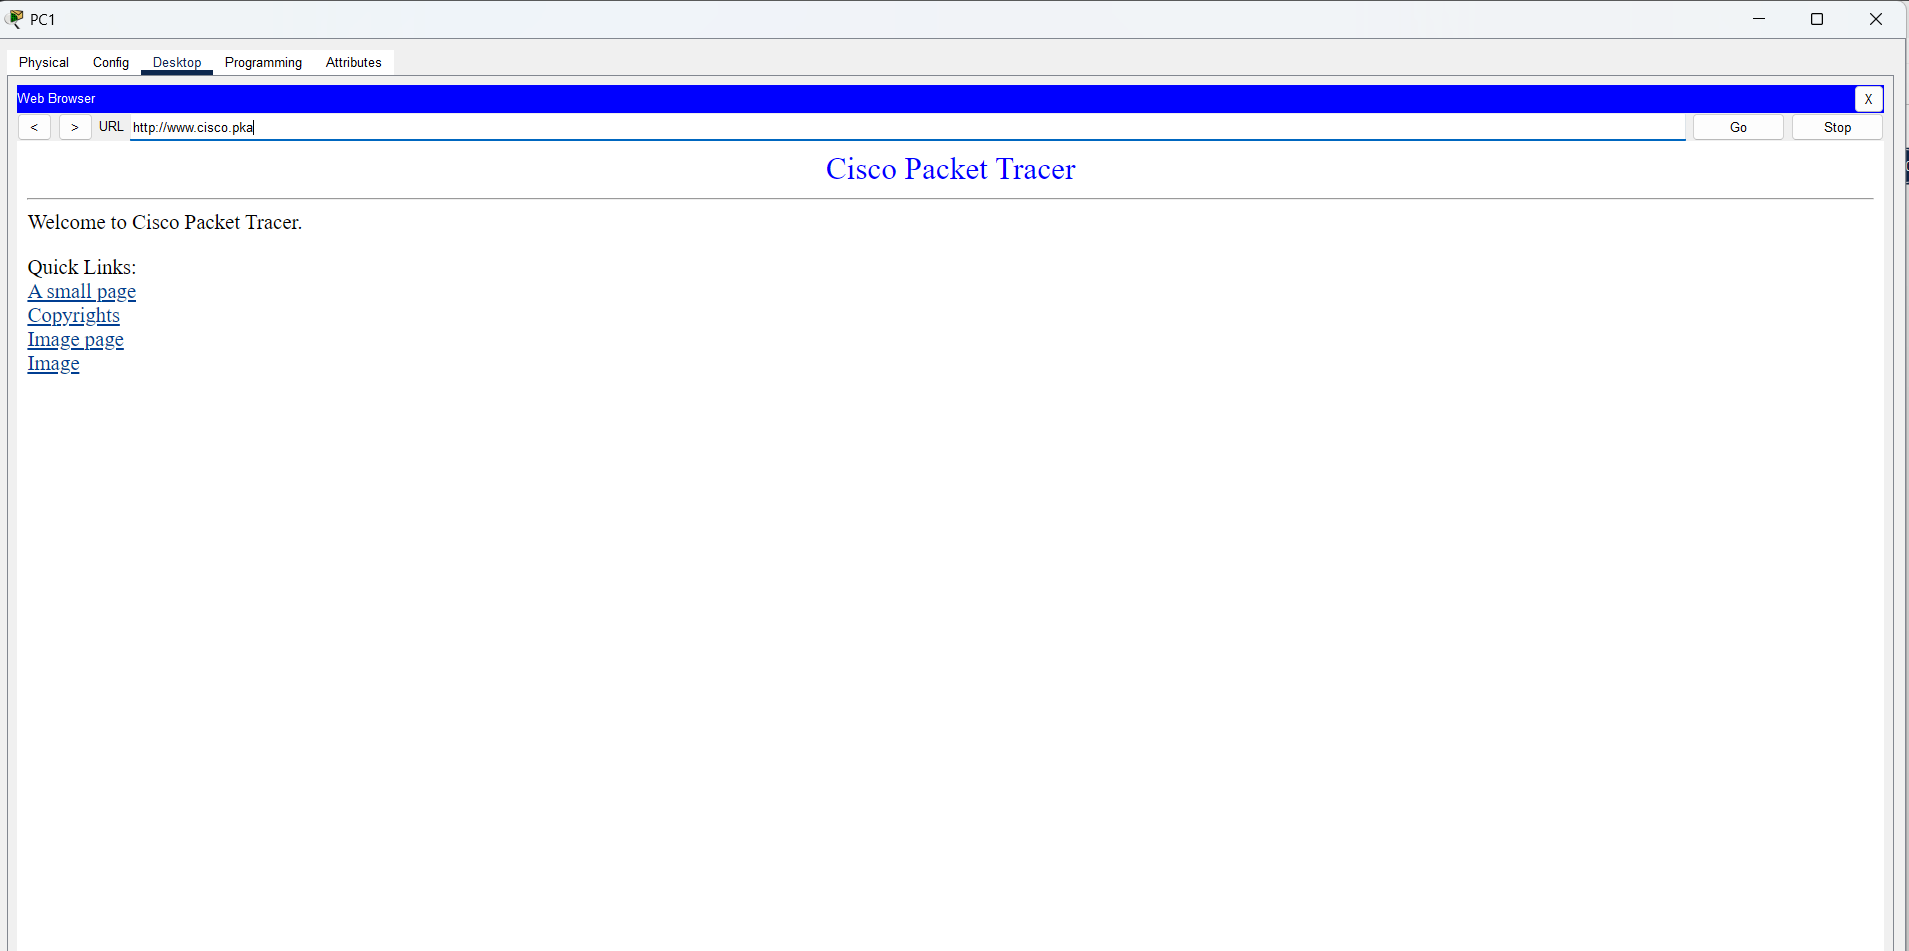 PC1
Physical Config Desktop Programming Attributes
Web Browser X
< > URL http://www.cisco.pka Go Stop
Cisco Packet Tracer
Welcome to Cisco Packet Tracer.
Quick Links:
A small page
Copyrights
Image page
Image